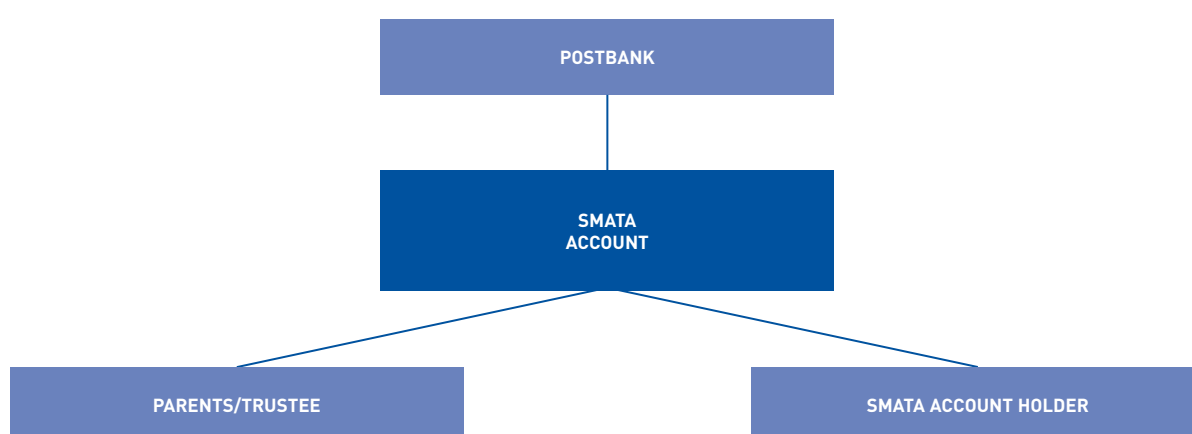 POSTBANK
SMATA
ACCOUNT
PARENTS/TRUSTEE
SMATA ACCOUNT HOLDER